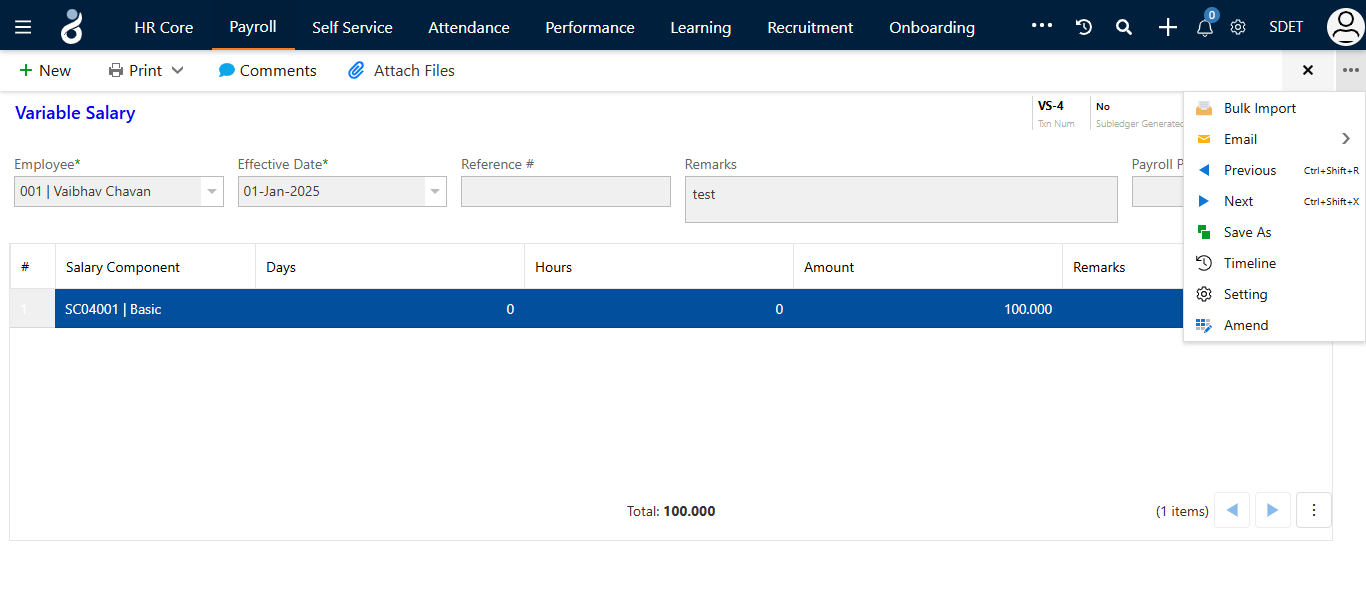 HR Core Payroll Self Service Attendance Performance Learning Recruitment Onboarding ... 0 SDET
New Print Comments Attach Files
Variable Salary
VS-4 No
Txn Num Subledger Generated
Bulk Import
Email
Previous Ctrl+Shift+R
Next Ctrl+Shift+X
Save As
Timeline
Setting
Amend
Employee* Effective Date* Reference # Remarks Payroll P
001 | Vaibhav Chavan 01-Jan-2025 test
# Salary Component Days Hours Amount Remarks
1 SC04001 | Basic 0 0 100.000
Total: 100.000 (1 items)